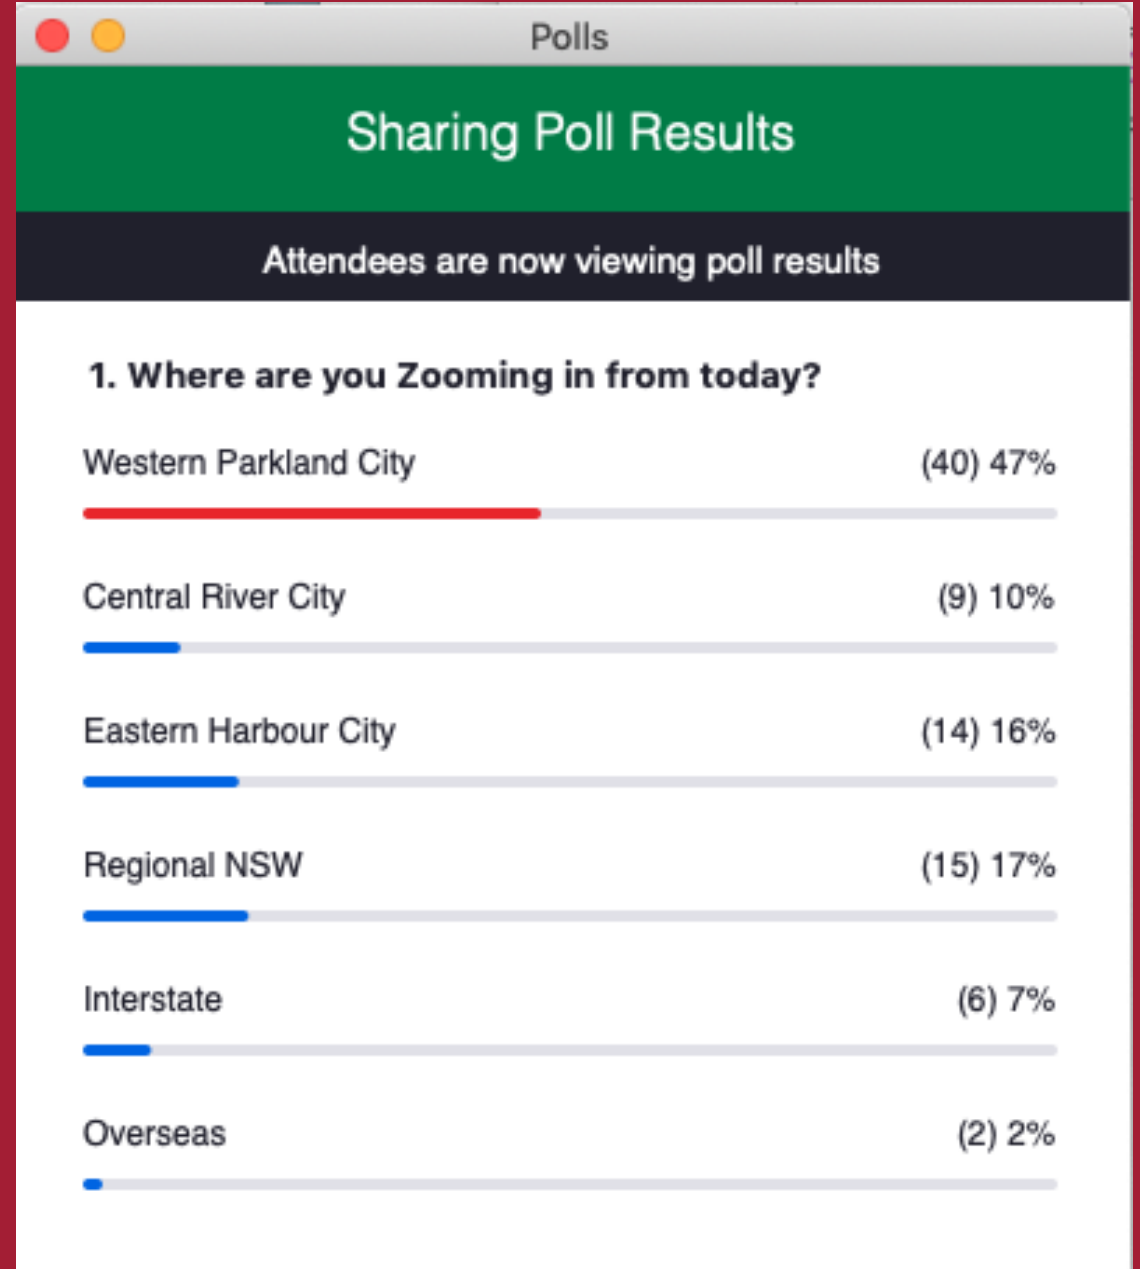 Polls
Sharing Poll Results
Attendees are now viewing poll results
1. Where are you Zooming in from today?
Western Parkland City (40) 47%
Central River City (9) 10%
Eastern Harbour City (14) 16%
Regional NSW (15) 17%
Interstate (6) 7%
Overseas (2) 2%